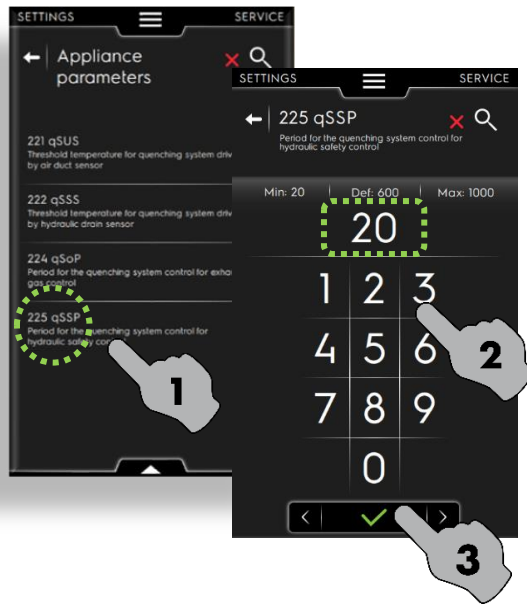 SETTINGS SERVICE
Appliance
parameters
221 qSUS
Threshold temperature for quenching system driv
by air duct sensor
222 qSSS
Threshold temperature for quenching system driv
by hydraulic drain sensor
224 qSoP
Period for the quenching system control for exhau
gas control
225 qSSP
Period for the quenching system control for
hydraulic safety con
1
SETTINGS SERVICE
225 qSSP
Period for the quenching system control for
hydraulic safety control
Min: 20 Def: 600 Max: 1000
20
1 2 3
4 5 6
7 8 9
0
2
3